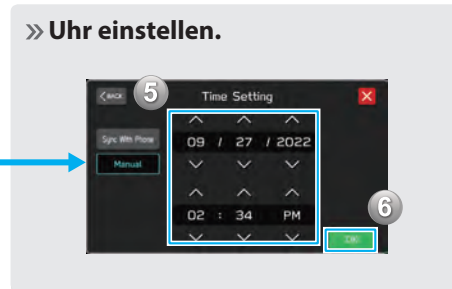 » Uhr einstellen.
< BACK
5
Time Setting
X
Sync With Phone
Manual
09 / 27 / 2022
02 : 34 PM
6
OK